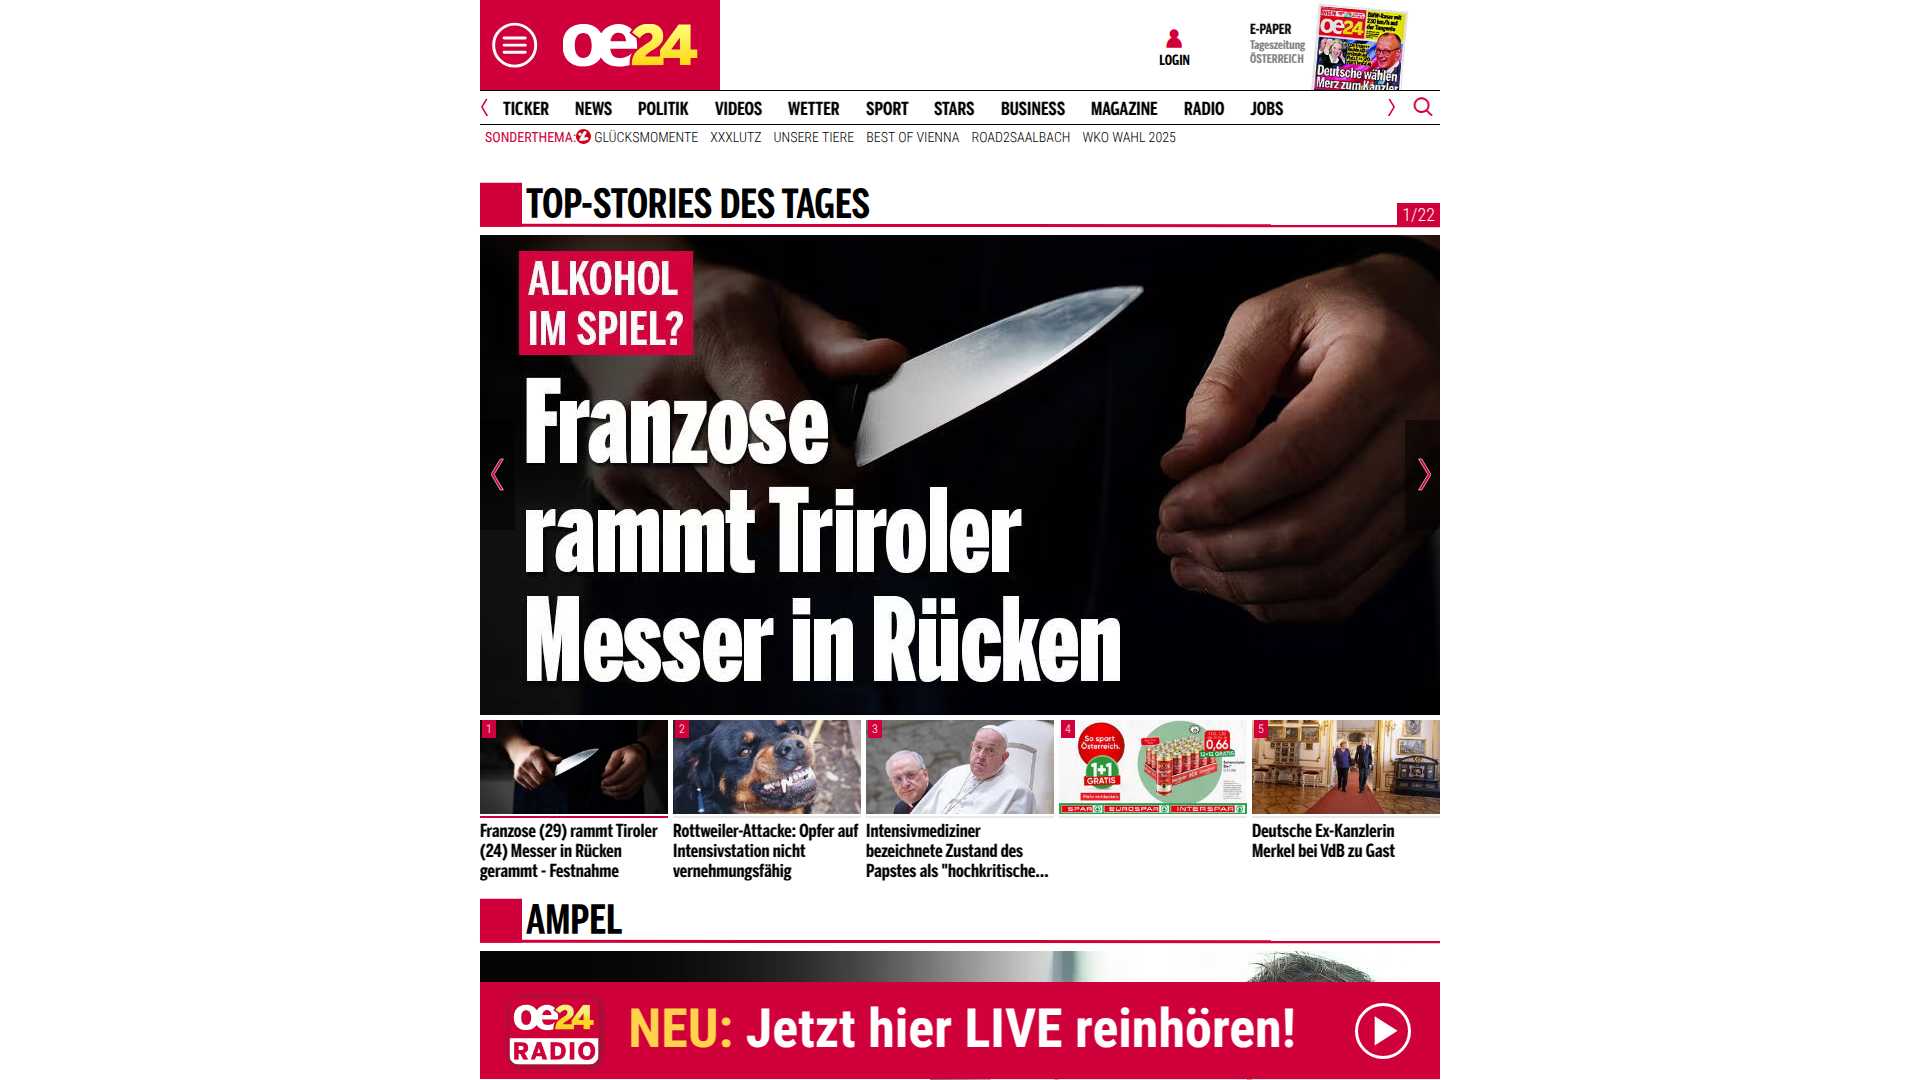 oe24
LOGIN
E-PAPER
Tageszeitung
ÖSTERREICH
oe24
Deutsche wählen
Merz zum Kanzler
TICKER NEWS POLITIK VIDEOS WETTER SPORT STARS BUSINESS MAGAZINE RADIO JOBS
SONDERTHEMA: GLÜCKSMOMENTE XXXLUTZ UNSERE TIERE BEST OF VIENNA ROAD2SAALBACH WKO WAHL 2025
TOP-STORIES DES TAGES
1/22
ALKOHOL
IM SPIEL?
Franzose
rammt Triroler
Messer in Rücken
1
2
3
4
So spart
Österreich.
1+1
GRATIS
0,66
12+12 GRATIS
SPAR EUROSPAR INTERSPAR
5
Franzose (29) rammt Tiroler
(24) Messer in Rücken
gerammt - Festnahme
Rottweiler-Attacke: Opfer auf
Intensivstation nicht
vernehmungsfähig
Intensivmediziner
bezeichnete Zustand des
Papstes als "hochkritische...
Deutsche Ex-Kanzlerin
Merkel bei VdB zu Gast
AMPEL
oe24
RADIO
NEU: Jetzt hier LIVE reinhören!